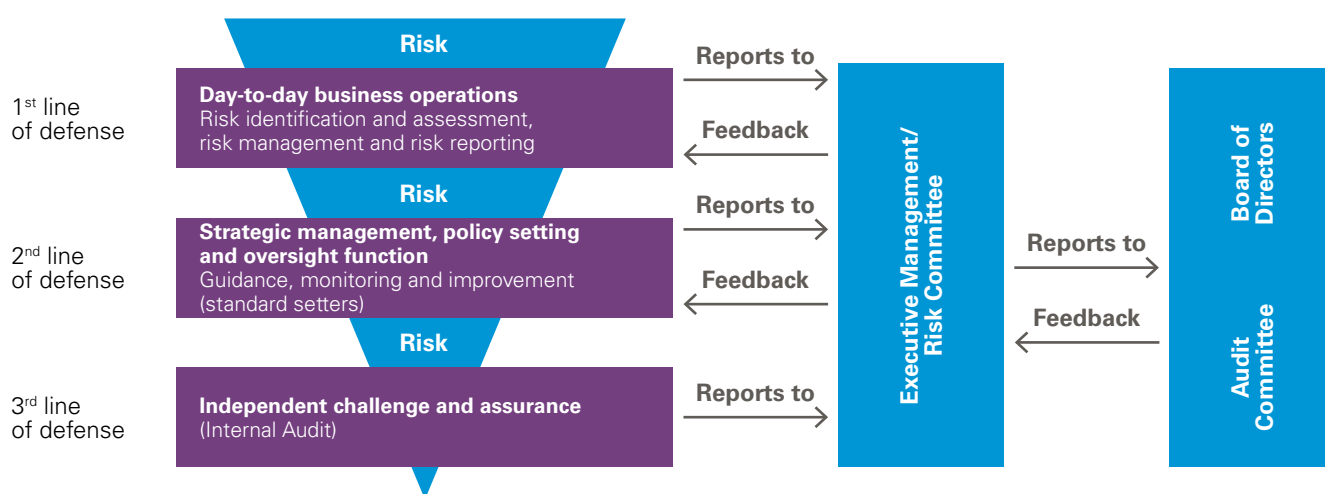 Risk
1st line
of defense
Day-to-day business operations
Risk identification and assessment,
risk management and risk reporting
Reports to
Feedback
Risk
2nd line
of defense
Strategic management, policy setting
and oversight function
Guidance, monitoring and improvement
(standard setters)
Reports to
Feedback
Risk
3rd line
of defense
Independent challenge and assurance
(Internal Audit)
Reports to
Executive Management/
Risk Committee
Reports to
Feedback
Board of
Directors
Audit
Committee